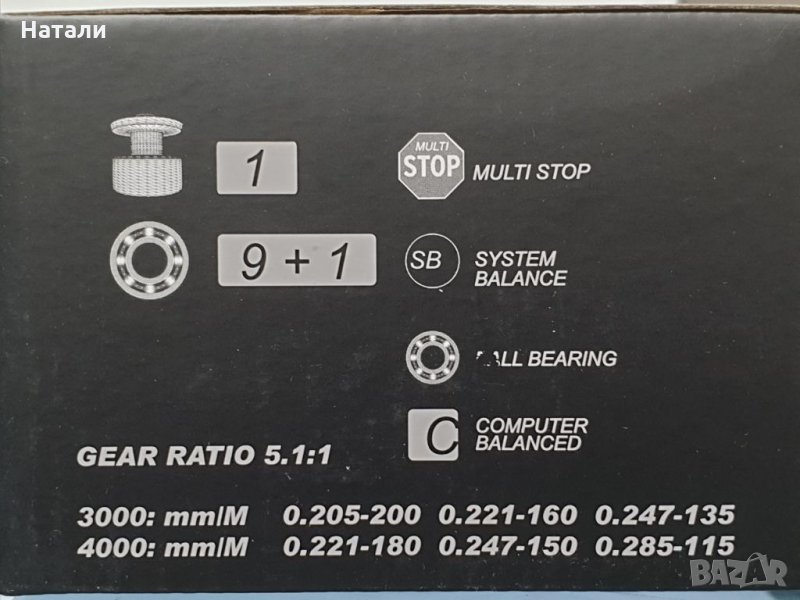 Натали
1
MULTI
STOP
MULTI STOP
9 + 1
SB
SYSTEM
BALANCE
BEARING
C
COMPUTER
BALANCED
GEAR RATIO 5.1:1
3000: mm/M 0.205-200 0.221-160 0.247-135
4000: mm/M 0.221-180 0.247-150 0.285-115
BAZAR